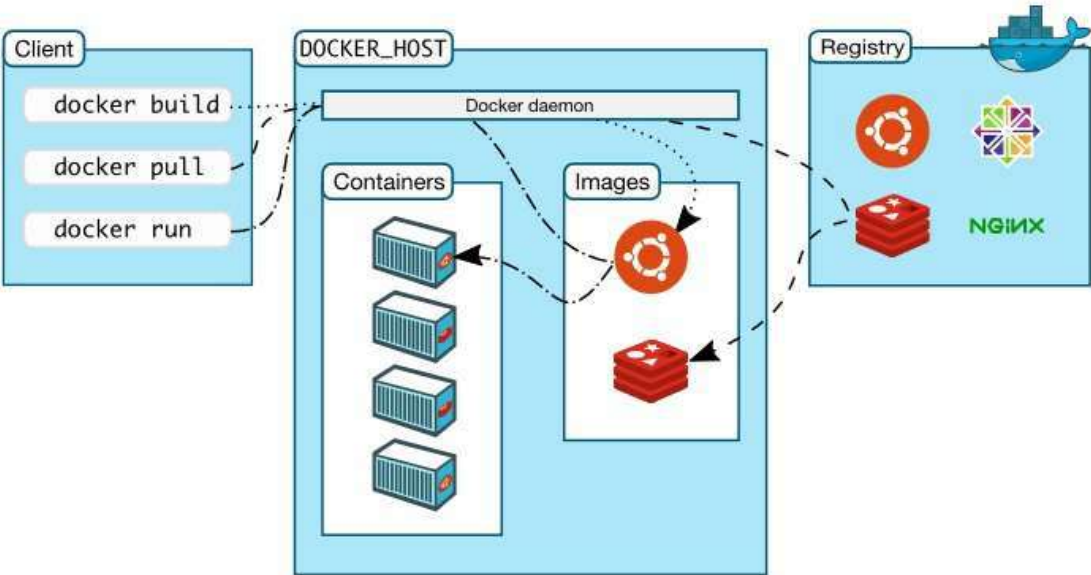 Client
docker build
docker pull
docker run
DOCKER_HOST
Docker daemon
Containers
Images
Registry
NGiNX